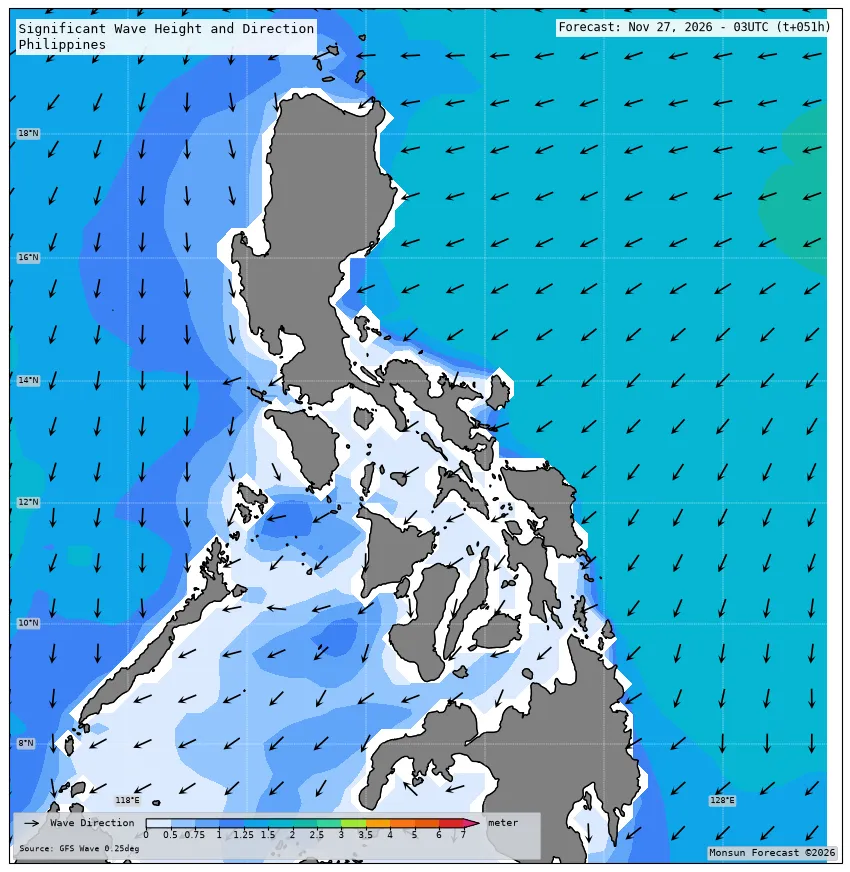 Significant Wave Height and Direction
Philippines
Forecast: Nov 27, 2026 - 03UTC (t+051h)
18°N
16°N
14°N
12°N
10°N
8°N
118°E
128°E
Wave Direction
0 0.5 0.75 1 1.25 1.5 2 2.5 3 3.5 4 5 6 7
meter
Source: GFS Wave 0.25deg
Monsun Forecast ©2026